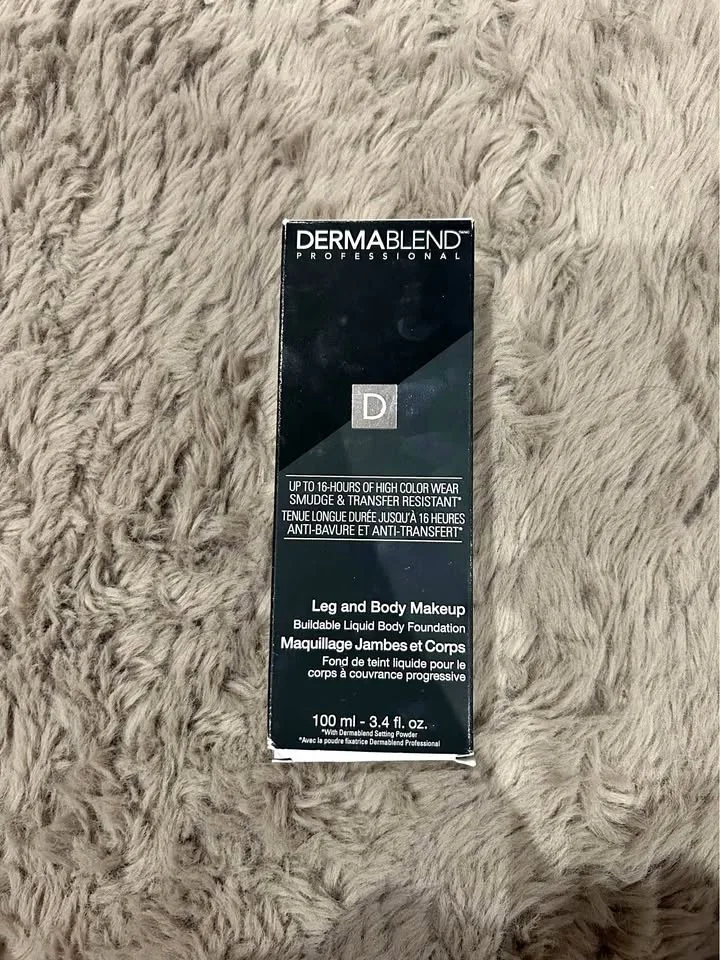 DERMABLEND
PROFESSIONAL
D
UP TO 16-HOURS OF HIGH COLOR WEAR
SMUDGE & TRANSFER RESISTANT*
TENUE LONGUE DURÉE JUSQU'À 16 HEURES
ANTI-BAVURE ET ANTI-TRANSFERT*
Leg and Body Makeup
Buildable Liquid Body Foundation
Maquillage Jambes et Corps
Fond de teint liquide pour le
corps à couvrance progressive
100 ml - 3.4 fl. oz.
*With Dermablend Setting Powder
*Avec la poudre fixatrice Dermablend Professional